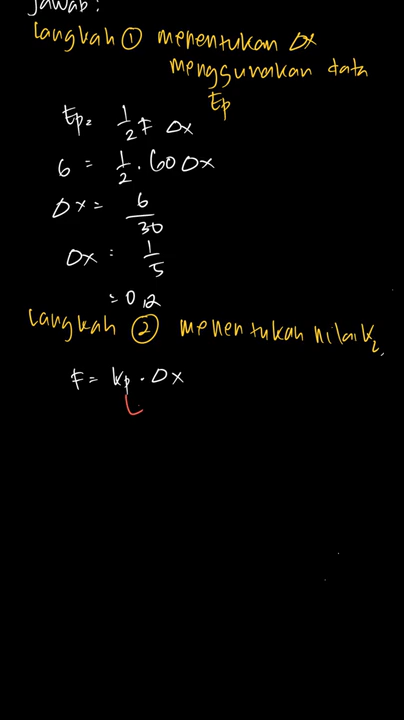 Jawab:
Langkah ① menentukan Δx
menggunakan data
Ep
Ep = 1/2 F Δx
6 = 1/2 . 60 Δx
Δx = 6/30
Δx = 1/5
= 0,2
Langkah ② menentukan nilai k2
F = kp . Δx